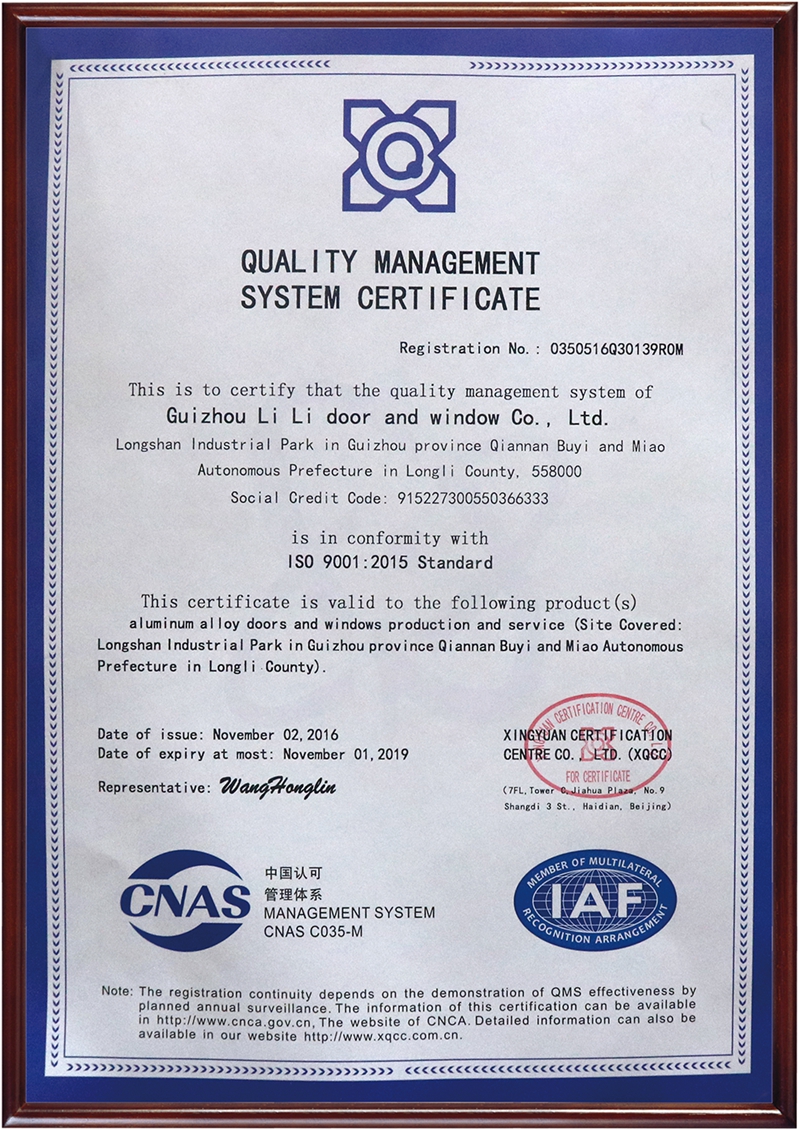 QUALITY MANAGEMENT
SYSTEM CERTIFICATE
Registration No.: 0350516Q30139ROM
This is to certify that the quality management system of
Guizhou Li Li door and window Co., Ltd.
Longshan Industrial Park in Guizhou province Qiannan Buyi and Miao
Autonomous Prefecture in Longli County, 558000
Social Credit Code: 915227300550366333
is in conformity with
ISO 9001:2015 Standard
This certificate is valid to the following product(s)
aluminum alloy doors and windows production and service (Site Covered:
Longshan Industrial Park in Guizhou province Qiannan Buyi and Miao Autonomous
Prefecture in Longli County).
Date of issue: November 02, 2016
Date of expiry at most: November 01, 2019
Representative: WangHonglin
XINGYUAN CERTIFICATION
CENTRE CO., LTD. (XQCC)
(7FL, Tower C, Jiahua Plaza, No.9
Shangdi 3 St., Haidian, Beijing)
CERTIFICATION CENTRE CO.
FOR CERTIFICATE
CNAS
中国认可
管理体系
MANAGEMENT SYSTEM
CNAS C035-M
MEMBER OF MULTILATERAL
IAF
RECOGNITION ARRANGEMENT
Note: The registration continuity depends on the demonstration of QMS effectiveness by
planned annual surveillance. The information of this certification can be available
in http://www.cnca.gov.cn, The website of CNCA. Detailed information can also be
available in our website http://www.xqcc.com.cn.